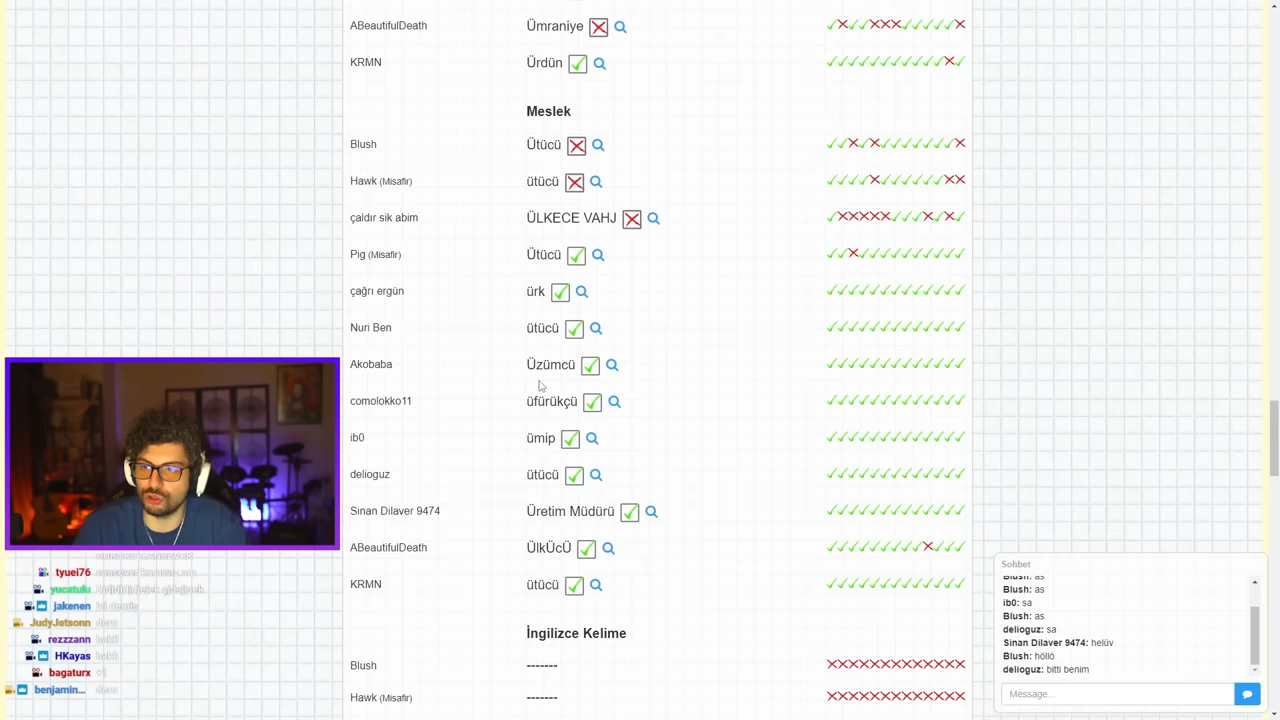 ABeautifulDeath Ümraniye
KRMN Ürdün
Meslek
Blush Ütücü
Hawk (Misafir) ütücü
çaldır sik abim ÜLKECE VAHJ
Pig (Misafir) Ütücü
çağrı ergün ürk
Nuri Ben ütücü
Akobaba Üzümcü
comolokko11 üfürükçü
ib0 ümip
delioguz ütücü
Sinan Dilaver 9474 Üretim Müdürü
ABeautifulDeath ÜlkÜcÜ
KRMN ütücü
İngilizce Kelime
Blush -------
Hawk (Misafir) -------
tyuei76
yucatulu
jakenen
JudyJetsonn
rezzzann
HKayas
bagaturx
benjamin...
Sohbet
Blush: as
Blush: as
ib0: sa
Blush: as
delioguz: sa
Sinan Dilaver 9474: helüv
Blush: höllö
delioguz: bitti benim
Message...